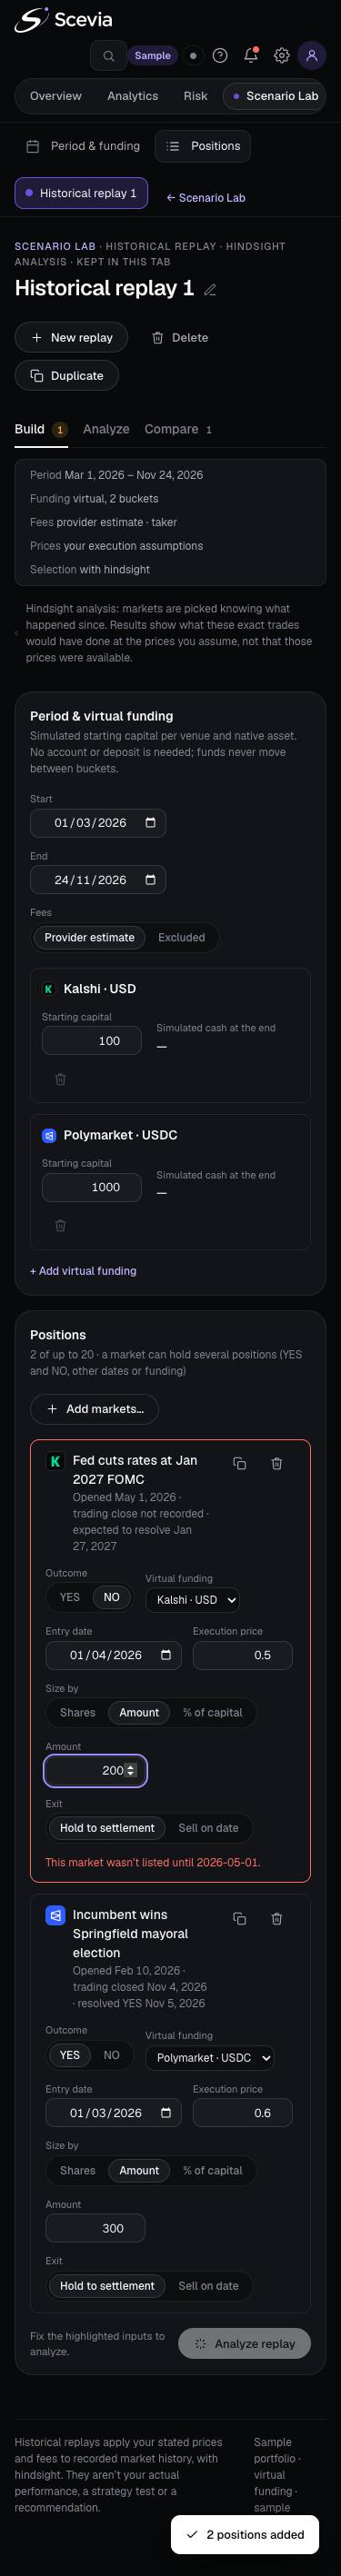 Scevia
Sample
Overview Analytics Risk Scenario Lab
Period & funding Positions
Historical replay 1 ← Scenario Lab
SCENARIO LAB · HISTORICAL REPLAY · HINDSIGHT
ANALYSIS · KEPT IN THIS TAB
Historical replay 1
+ New replay Delete
Duplicate
Build 1 Analyze Compare 1
Period Mar 1, 2026 – Nov 24, 2026
Funding virtual, 2 buckets
Fees provider estimate · taker
Prices your execution assumptions
Selection with hindsight
Hindsight analysis: markets are picked knowing what
happened since. Results show what these exact trades
would have done at the prices you assume, not that those
prices were available.
Period & virtual funding
Simulated starting capital per venue and native asset.
No account or deposit is needed; funds never move
between buckets.
Start
01/03/2026
End
24/11/2026
Fees
Provider estimate Excluded
Kalshi · USD
Starting capital
Simulated cash at the end
100
—
Polymarket · USDC
Starting capital
Simulated cash at the end
1000
—
+ Add virtual funding
Positions
2 of up to 20 · a market can hold several positions (YES
and NO, other dates or funding)
+ Add markets…
Fed cuts rates at Jan
2027 FOMC
Opened May 1, 2026 ·
trading close not recorded ·
expected to resolve Jan
27, 2027
Outcome Virtual funding
YES NO Kalshi · USD
Entry date Execution price
01/04/2026 0.5
Size by
Shares Amount % of capital
Amount
200
Exit
Hold to settlement Sell on date
This market wasn’t listed until 2026-05-01.
Incumbent wins
Springfield mayoral
election
Opened Feb 10, 2026 ·
trading closed Nov 4, 2026
· resolved YES Nov 5, 2026
Outcome Virtual funding
YES NO Polymarket · USDC
Entry date Execution price
01/03/2026 0.6
Size by
Shares Amount % of capital
Amount
300
Exit
Hold to settlement Sell on date
Fix the highlighted inputs to
analyze.
Analyze replay
Historical replays apply your stated prices
and fees to recorded market history, with
hindsight. They aren’t your actual
performance, a strategy test or a
recommendation.
Sample
portfolio ·
virtual
funding ·
sample
2 positions added